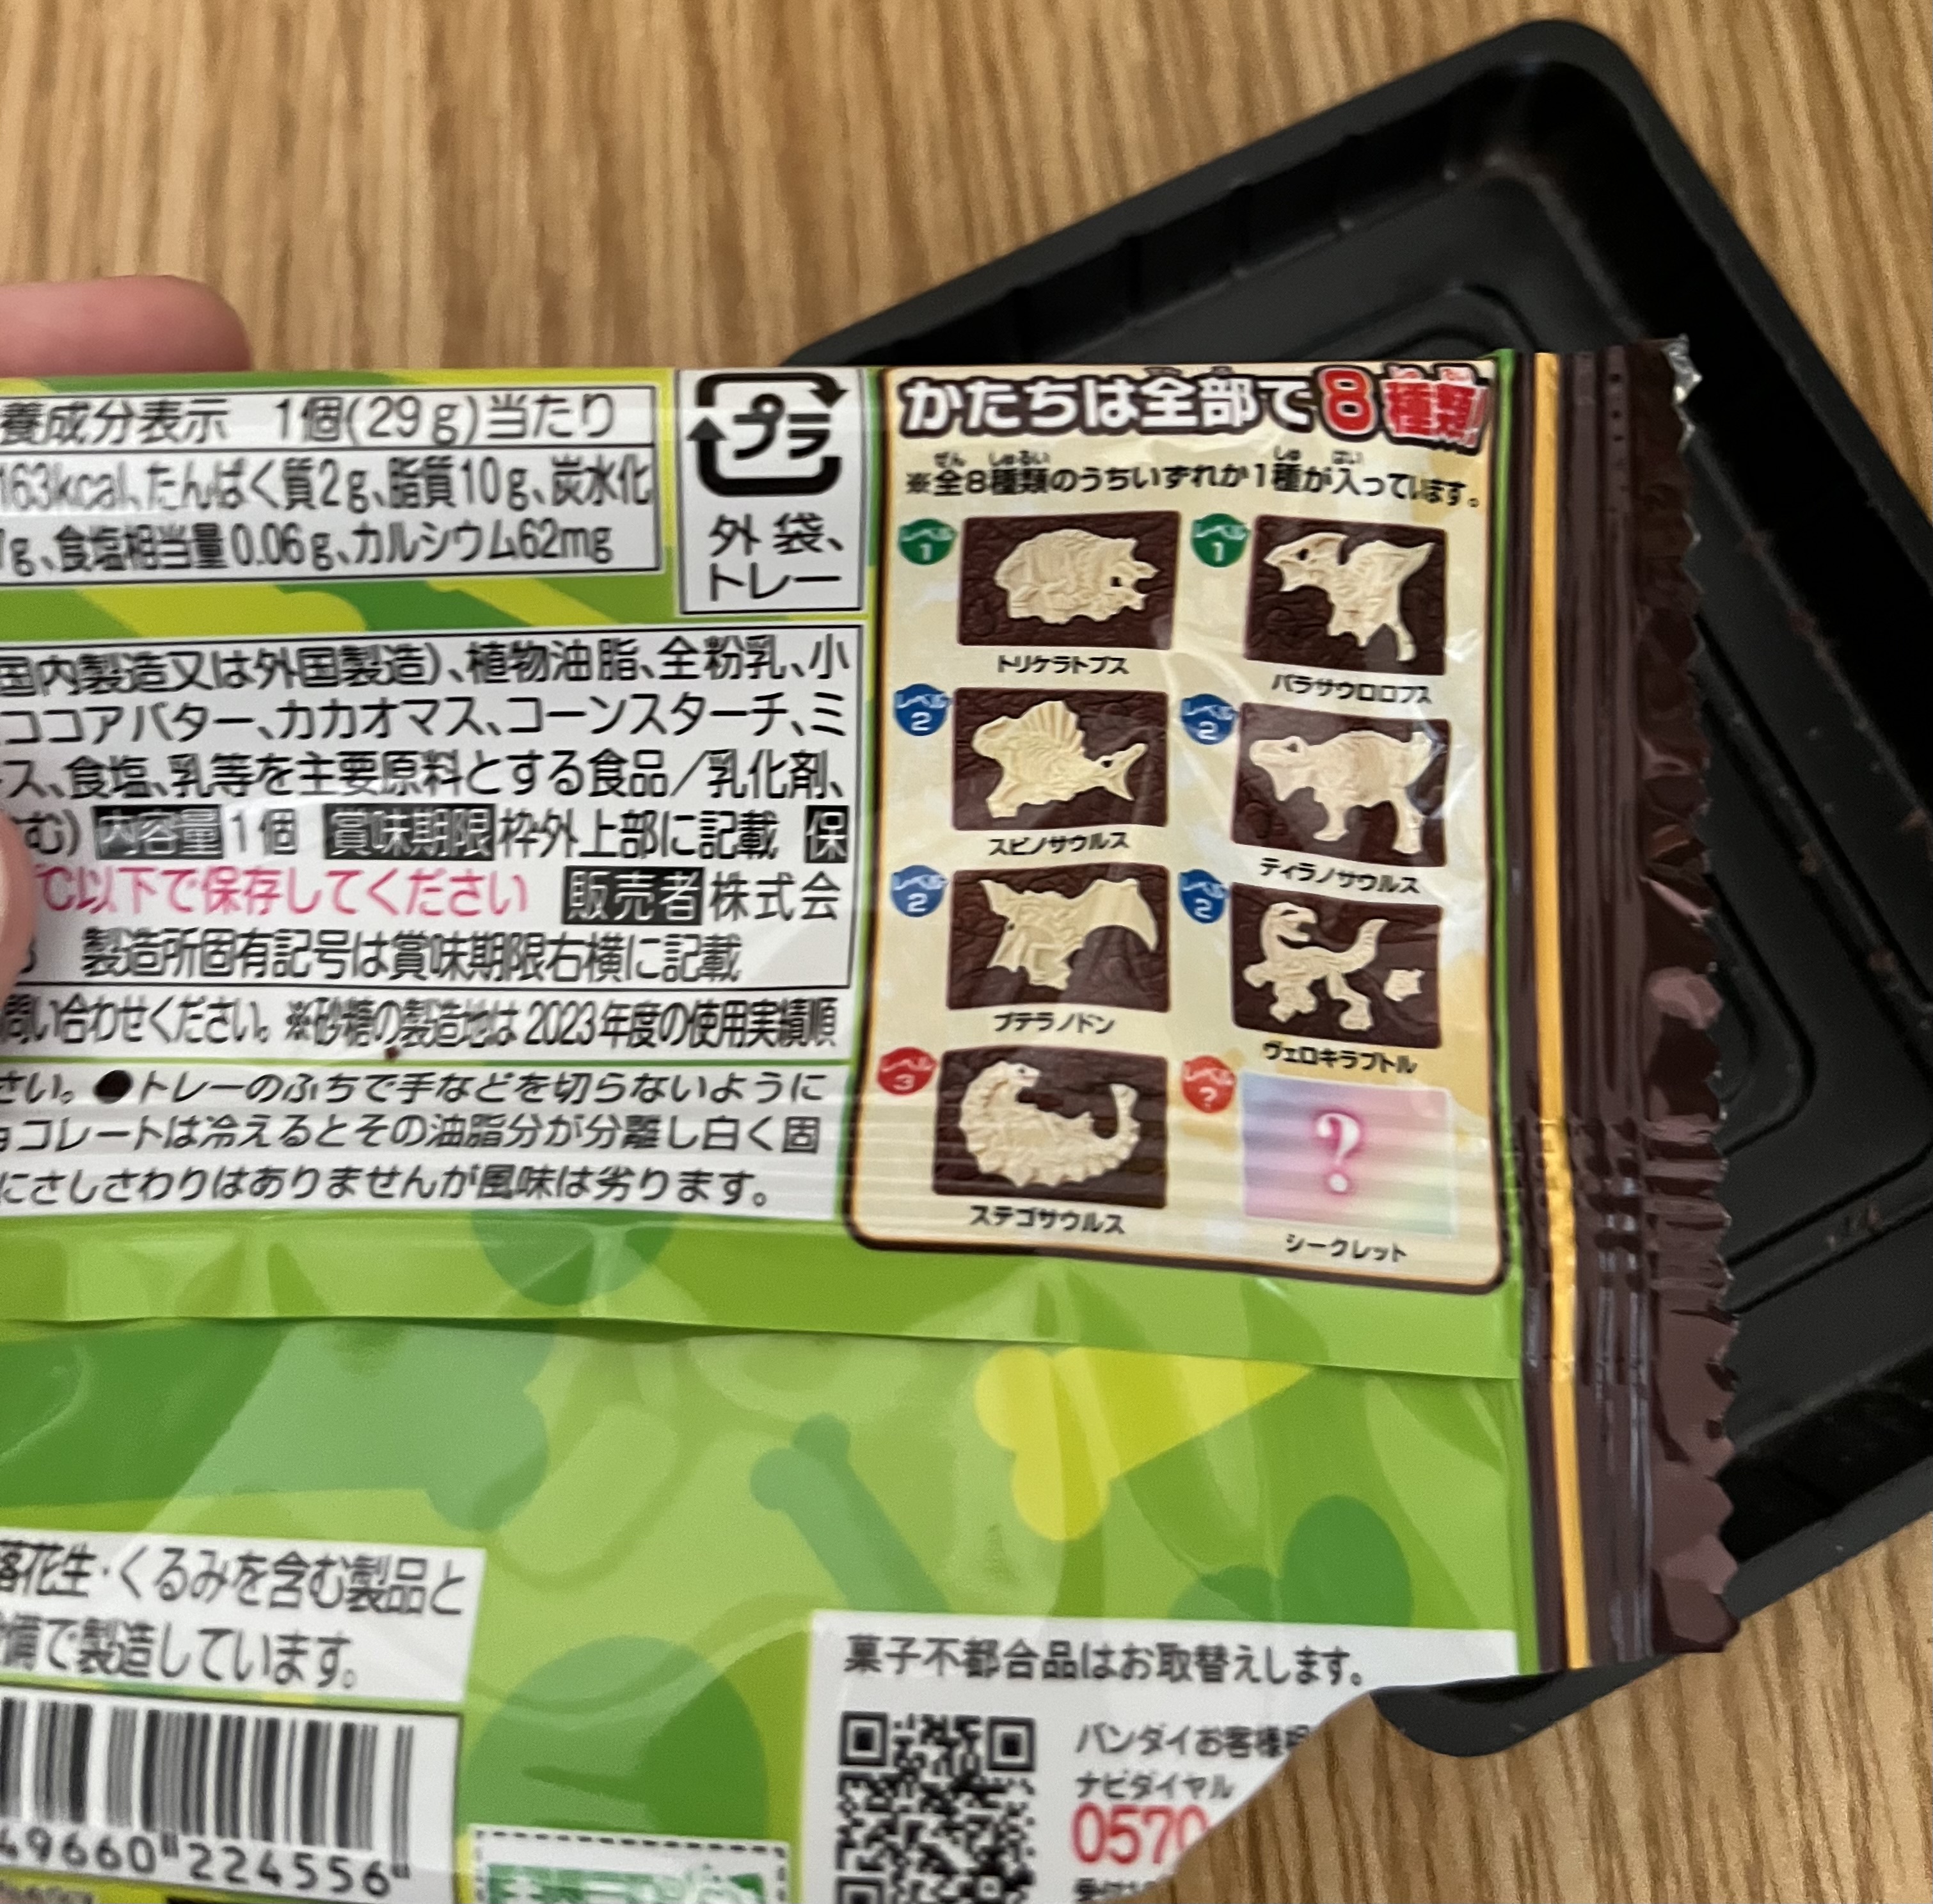 養成分表示 1個(29g)当たり
163kcal、たんぱく質2g、脂質10g、炭水化
g、食塩相当量0.06g、カルシウム62mg
プラ
外袋、
トレー
国内製造又は外国製造)、植物油脂、全粉乳、小
ココアバター、カカオマス、コーンスターチ、ミ
ス、食塩、乳等を主要原料とする食品/乳化剤、
む) 内容量 1個 賞味期限 枠外上部に記載 保
℃以下で保存してください 販売者 株式会
製造所固有記号は賞味期限右横に記載
問い合わせください。※砂糖の製造地は2023年度の使用実績順
さい。●トレーのふちで手などを切らないように
ョコレートは冷えるとその油脂分が分離し白く固
にさしさわりはありませんが風味は劣ります。
かたちは全部で8種類
※全8種類のうちいずれか1種が入っています。
レベル1
トリケラトプス
レベル1
パラサウロロフス
レベル2
スピノサウルス
レベル2
ティラノサウルス
レベル2
プテラノドン
レベル2
ヴェロキラプトル
レベル3
ステゴサウルス
レベル?
?
シークレット
落花生・くるみを含む製品と
備で製造しています。
49660 224556
菓子不都合品はお取替えします。
バンダイお客様相
ナビダイヤル
0570